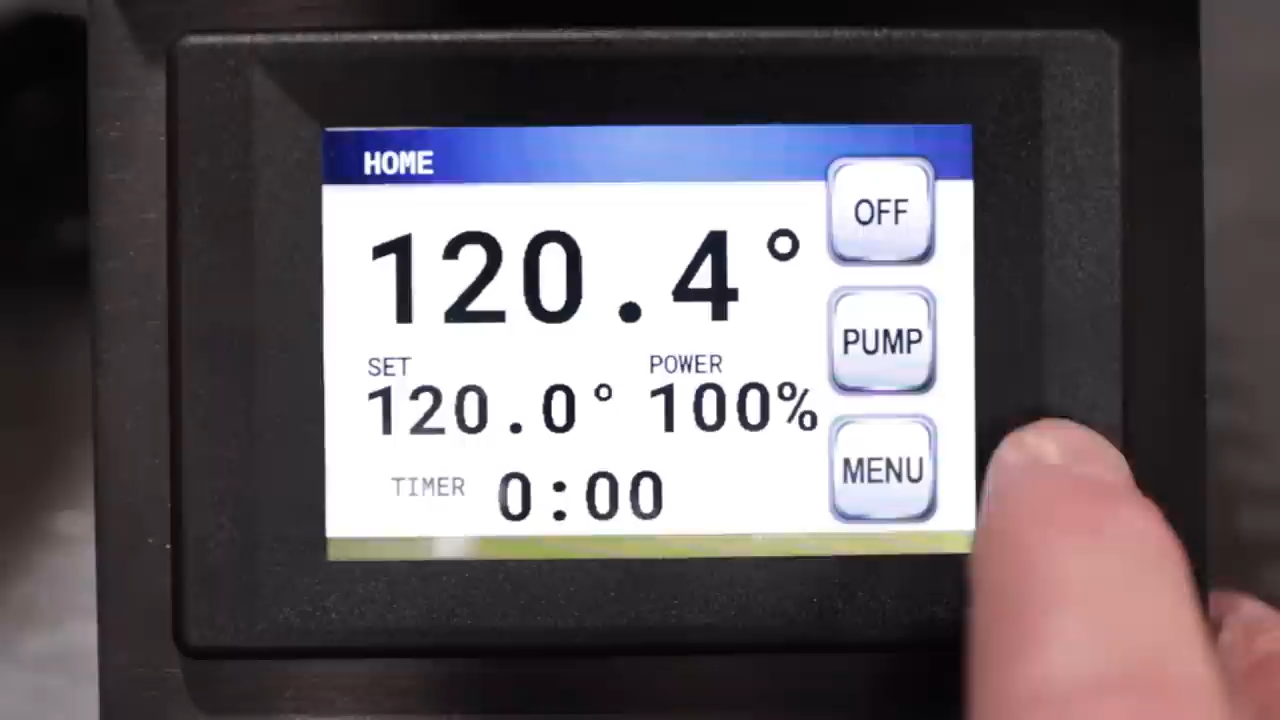 HOME
OFF
120.4°
PUMP
SET POWER
120.0° 100%
MENU
TIMER 0:00